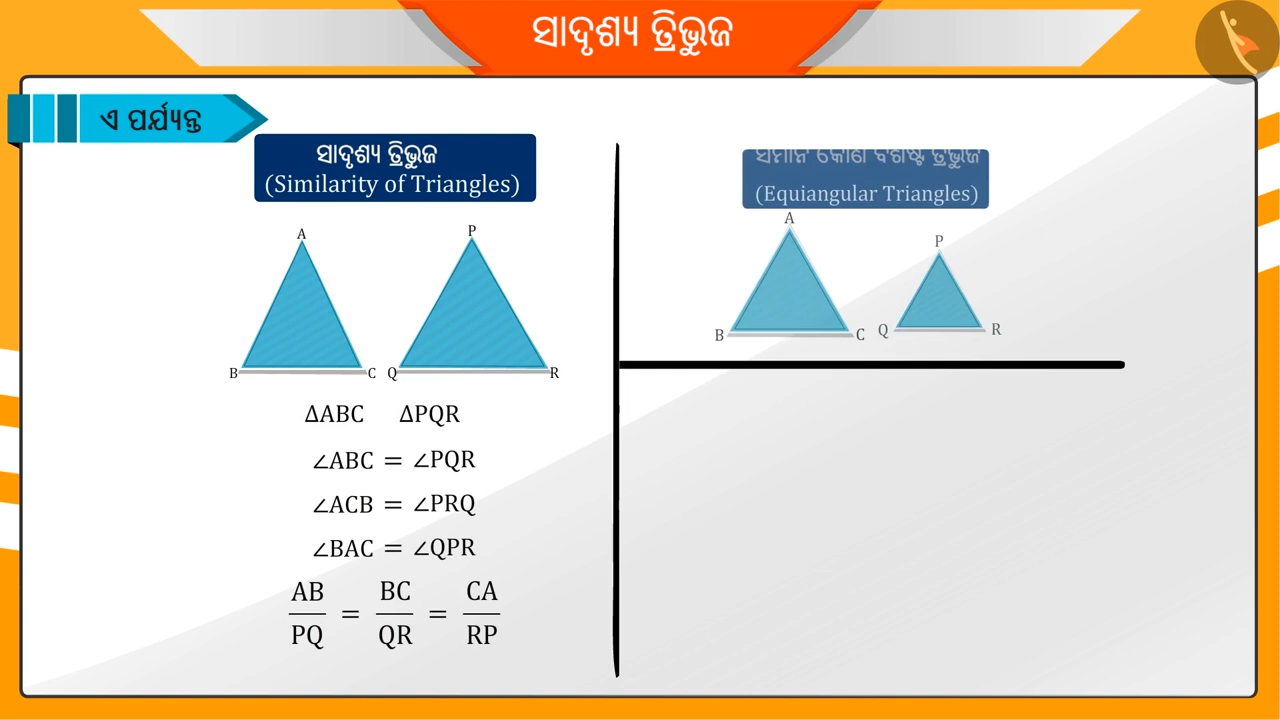 ସାଦୃଶ୍ୟ ତ୍ରିଭୁଜ
ଏ ପର୍ଯ୍ୟନ୍ତ
ସାଦୃଶ୍ୟ ତ୍ରିଭୁଜ
(Similarity of Triangles)
A
P
B
C
Q
R
ΔABC ΔPQR
∠ABC = ∠PQR
∠ACB = ∠PRQ
∠BAC = ∠QPR
AB/PQ = BC/QR = CA/RP
ସମାନ କୋଣ ବିଶିଷ୍ଟ ତ୍ରିଭୁଜ
(Equiangular Triangles)
A
P
B
C
Q
R